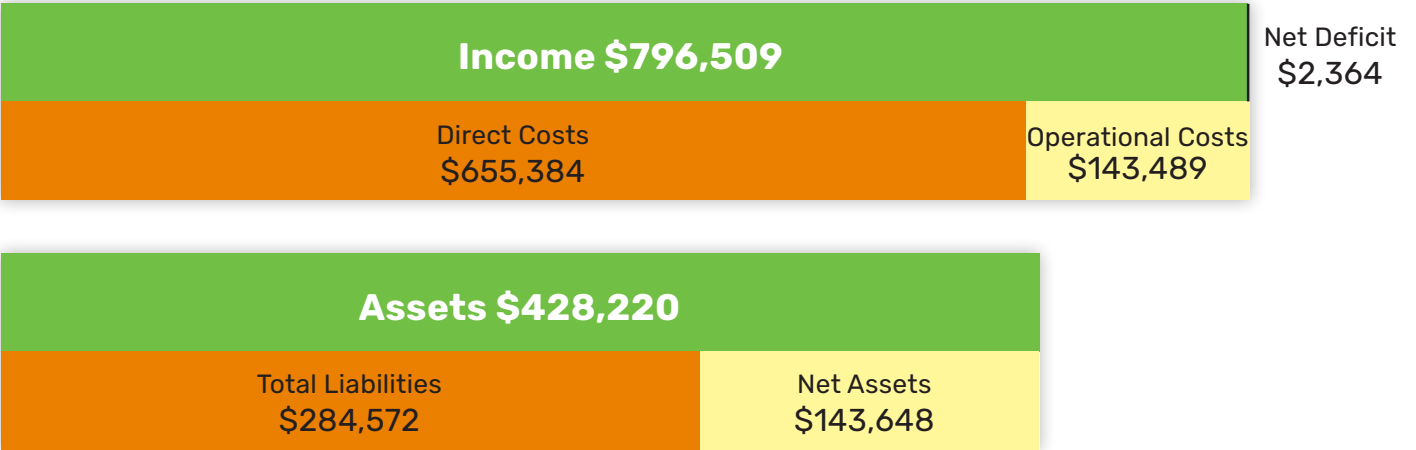 Income $796,509
Net Deficit
$2,364
Direct Costs
$655,384
Operational Costs
$143,489
Assets $428,220
Total Liabilities
$284,572
Net Assets
$143,648